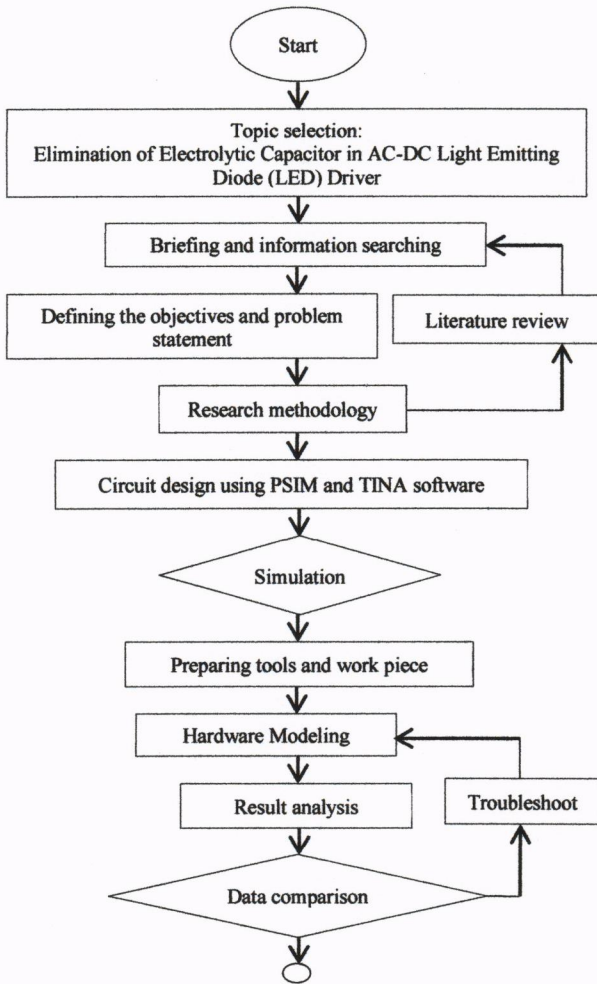 Start
Topic selection:
Elimination of Electrolytic Capacitor in AC-DC Light Emitting
Diode (LED) Driver
Briefing and information searching
Defining the objectives and problem
statement
Literature review
Research methodology
Circuit design using PSIM and TINA software
Simulation
Preparing tools and work piece
Hardware Modeling
Result analysis
Troubleshoot
Data comparison